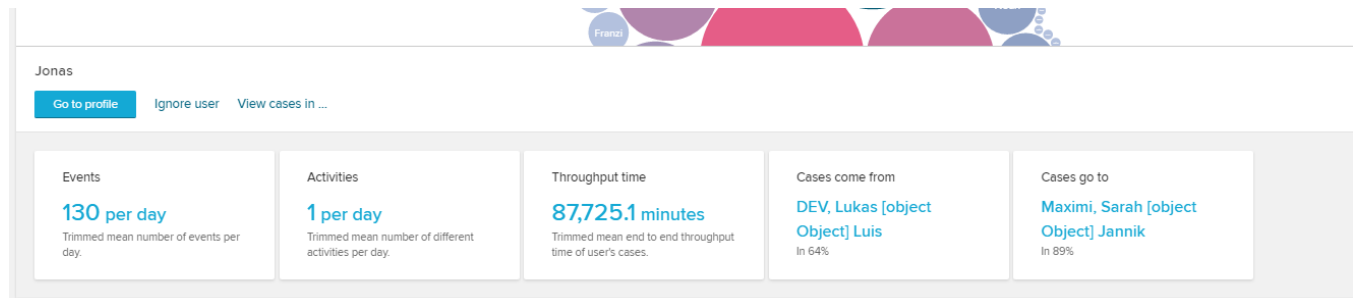 Franzi
Jonas
Go to profile
Ignore user
View cases in ...
Events
130 per day
Trimmed mean number of events per
day.
Activities
1 per day
Trimmed mean number of different
activities per day.
Throughput time
87,725.1 minutes
Trimmed mean end to end throughput
time of user's cases.
Cases come from
DEV, Lukas [object
Object] Luis
In 64%
Cases go to
Maximi, Sarah [object
Object] Jannik
In 89%